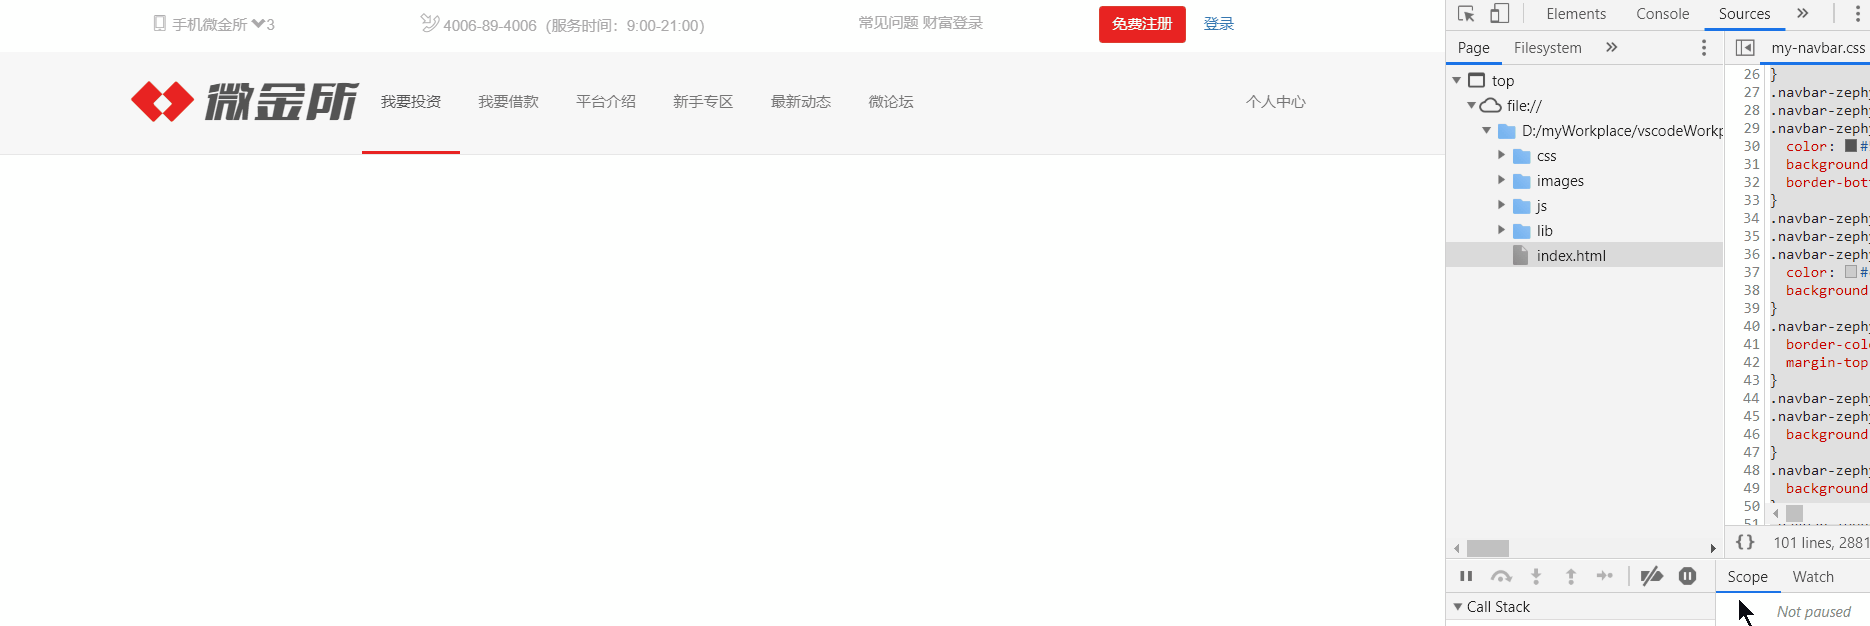 手机微金所 3
4006-89-4006（服务时间：9:00-21:00）
常见问题 财富登录
免费注册
登录
微金所
我要投资
我要借款
平台介绍
新手专区
最新动态
微论坛
个人中心
Elements Console Sources »
Page Filesystem »
my-navbar.css
top
file://
D:/myWorkplace/vscodeWorkp
css
images
js
lib
index.html
26 }
27 .navbar-zeph
28 .navbar-zeph
29 .navbar-zeph
30 color: #
31 background
32 border-bot
33 }
34 .navbar-zeph
35 .navbar-zeph
36 .navbar-zeph
37 color: #
38 background
39 }
40 .navbar-zeph
41 border-col
42 margin-top
43 }
44 .navbar-zeph
45 .navbar-zeph
46 background
47 }
48 .navbar-zeph
49 background
50
51
{} 101 lines, 2881
Scope Watch
Call Stack
Not paused